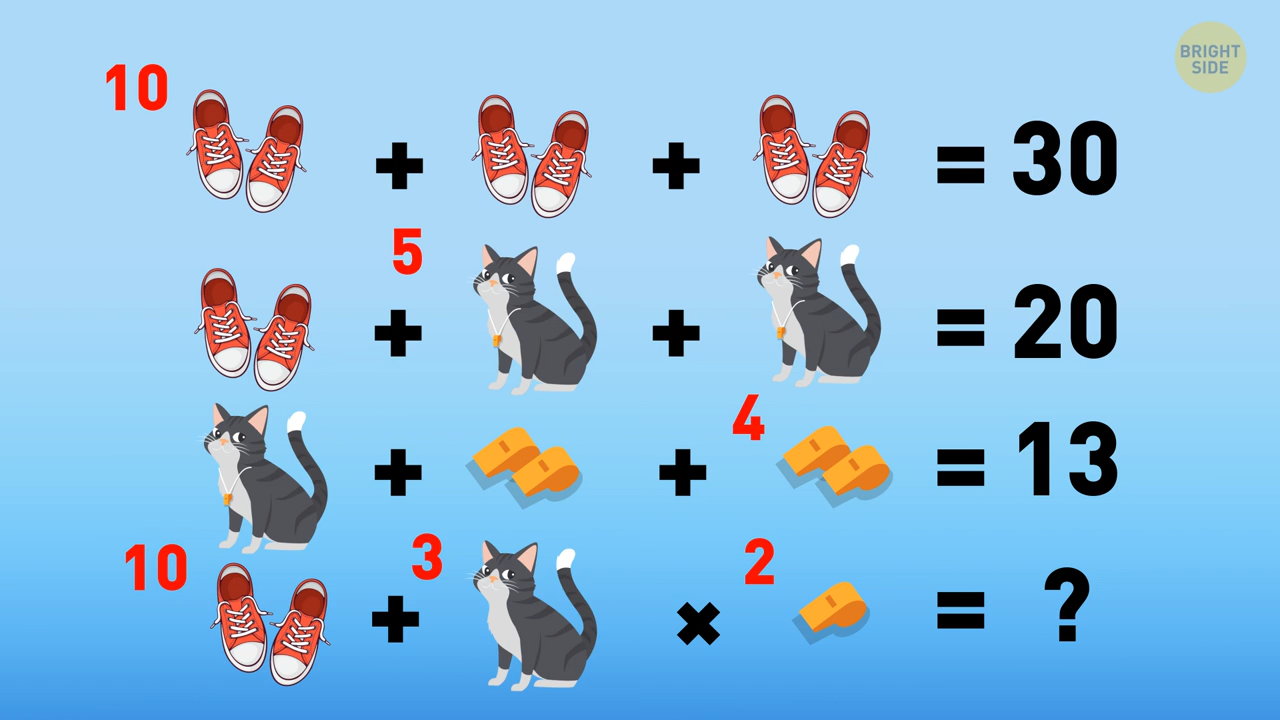 BRIGHT
SIDE
10 + + = 30
+ 5 + = 20
+ + 4 = 13
10 + 3 × 2 = ?